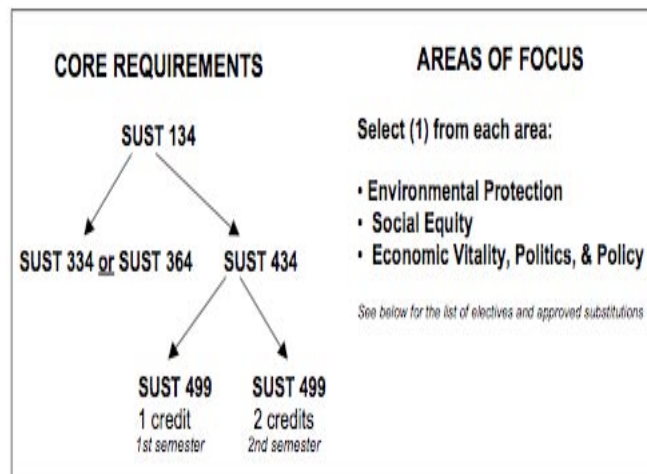 CORE REQUIREMENTS
SUST 134
SUST 334 or SUST 364
SUST 434
SUST 499
1 credit
1st semester
SUST 499
2 credits
2nd semester
AREAS OF FOCUS
Select (1) from each area:
• Environmental Protection
• Social Equity
• Economic Vitality, Politics, & Policy
See below for the list of electives and approved substitutions